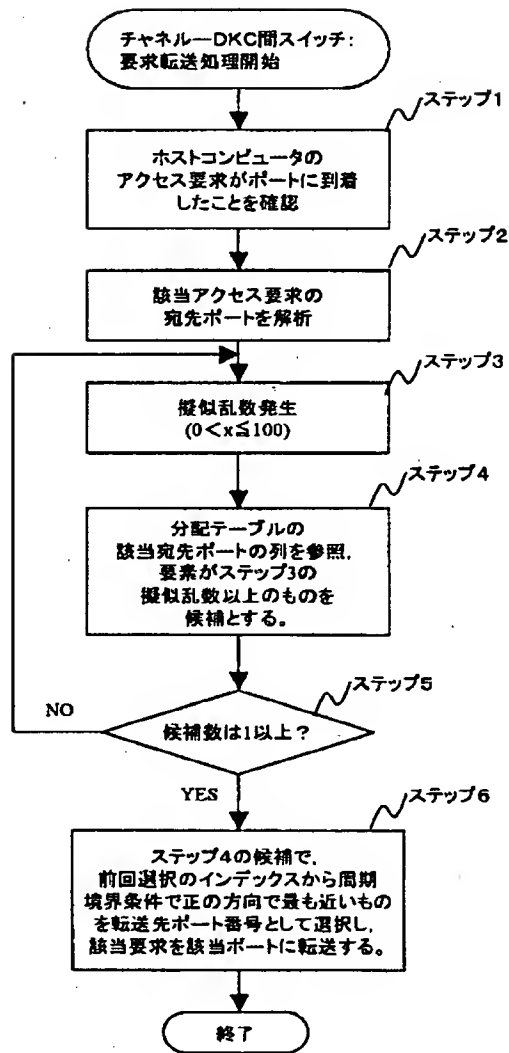 チャネル―DKC間スイッチ:
要求転送処理開始
ステップ1
ホストコンピュータの
アクセス要求がポートに到着
したことを確認
ステップ2
該当アクセス要求の
宛先ポートを解析
ステップ3
擬似乱数発生
(0<x≦100)
ステップ4
分配テーブルの
該当宛先ポートの列を参照,
要素がステップ3の
擬似乱数以上のものを
候補とする。
ステップ5
候補数は1以上?
NO
YES
ステップ6
ステップ4の候補で,
前回選択のインデックスから周期
境界条件で正の方向で最も近いもの
を転送先ポート番号として選択し,
該当要求を該当ポートに転送する。
終了